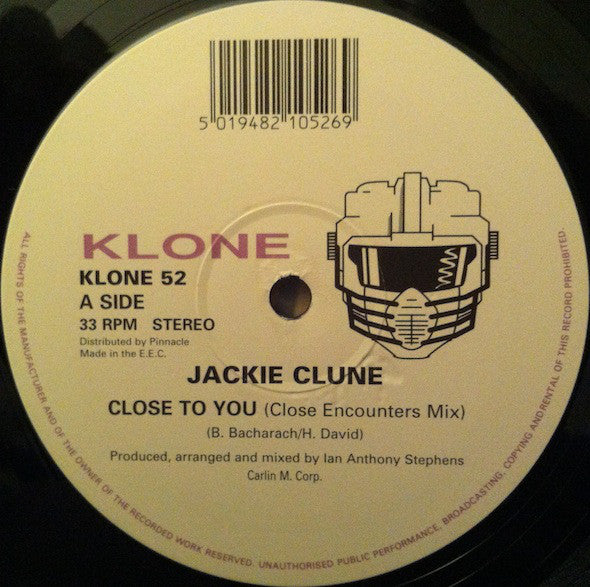 5 019482 105269
KLONE
KLONE 52
A SIDE
33 RPM STEREO
Distributed by Pinnacle
Made in the E.E.C.
JACKIE CLUNE
CLOSE TO YOU (Close Encounters Mix)
(B. Bacharach/H. David)
Produced, arranged and mixed by Ian Anthony Stephens
Carlin M. Corp.
ALL RIGHTS OF THE MANUFACTURER AND OF THE OWNER OF THE RECORDED WORK RESERVED. UNAUTHORISED PUBLIC PERFORMANCE, BROADCASTING, COPYING AND RENTAL OF THIS RECORD PROHIBITED.